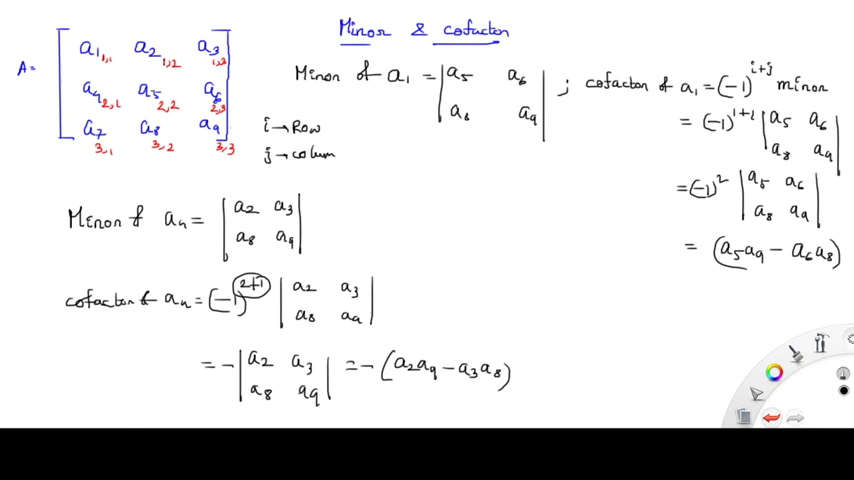 Minor & cofactor
A = [ a1 1,1 a2 1,2 a3 1,3
a4 2,1 a5 2,2 a6 2,3
a7 3,1 a8 3,2 a9 3,3 ]
i → Row
j → colum
Minor of a1 = | a5 a6
a8 a9 | ; cofactor of a1 = (-1)^i+j minor
= (-1)^1+1 | a5 a6
a8 a9 |
= (-1)^2 | a5 a6
a8 a9 |
= (a5a9 - a6a8)
Minor of a4 = | a2 a3
a8 a9 |
cofactor of a4 = (-1)^2+1 | a2 a3
a8 a9 |
= - | a2 a3
a8 a9 | = - (a2a9 - a3a8)